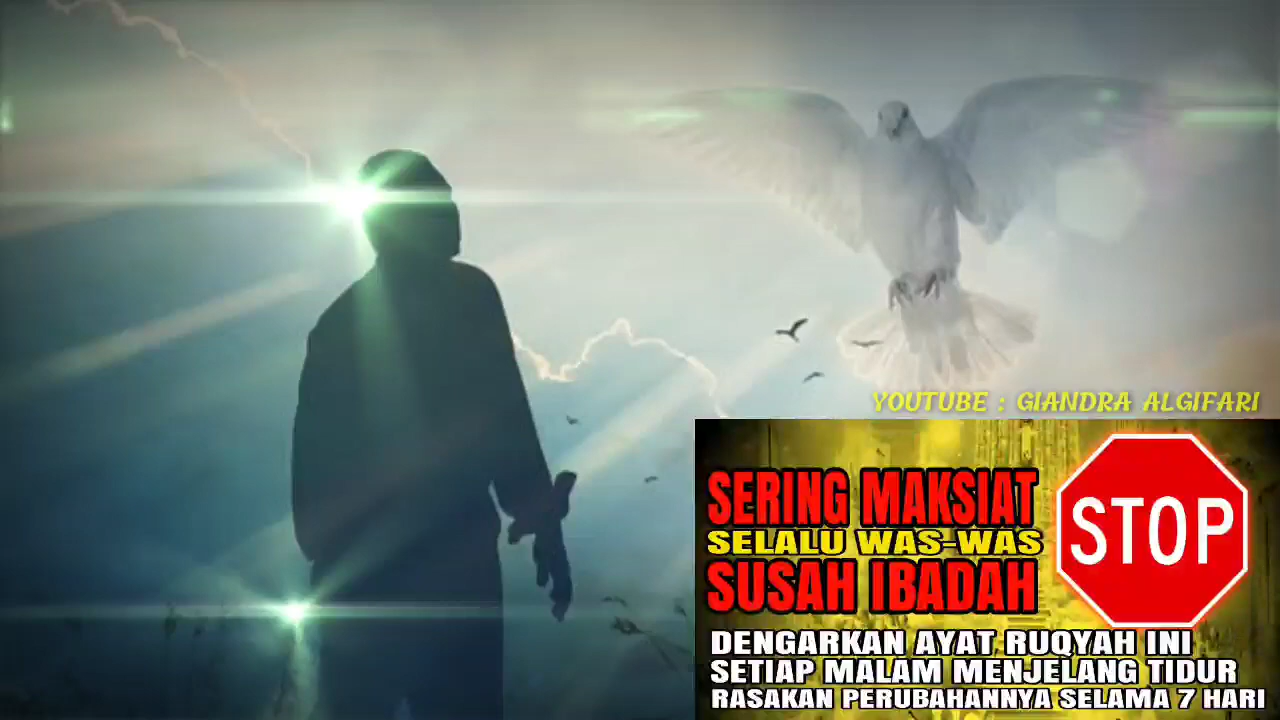 YOUTUBE : GIANDRA ALGIFARI
SERING MAKSIAT
SELALU WAS-WAS
SUSAH IBADAH
STOP
DENGARKAN AYAT RUQYAH INI
SETIAP MALAM MENJELANG TIDUR
RASAKAN PERUBAHANNYA SELAMA 7 HARI